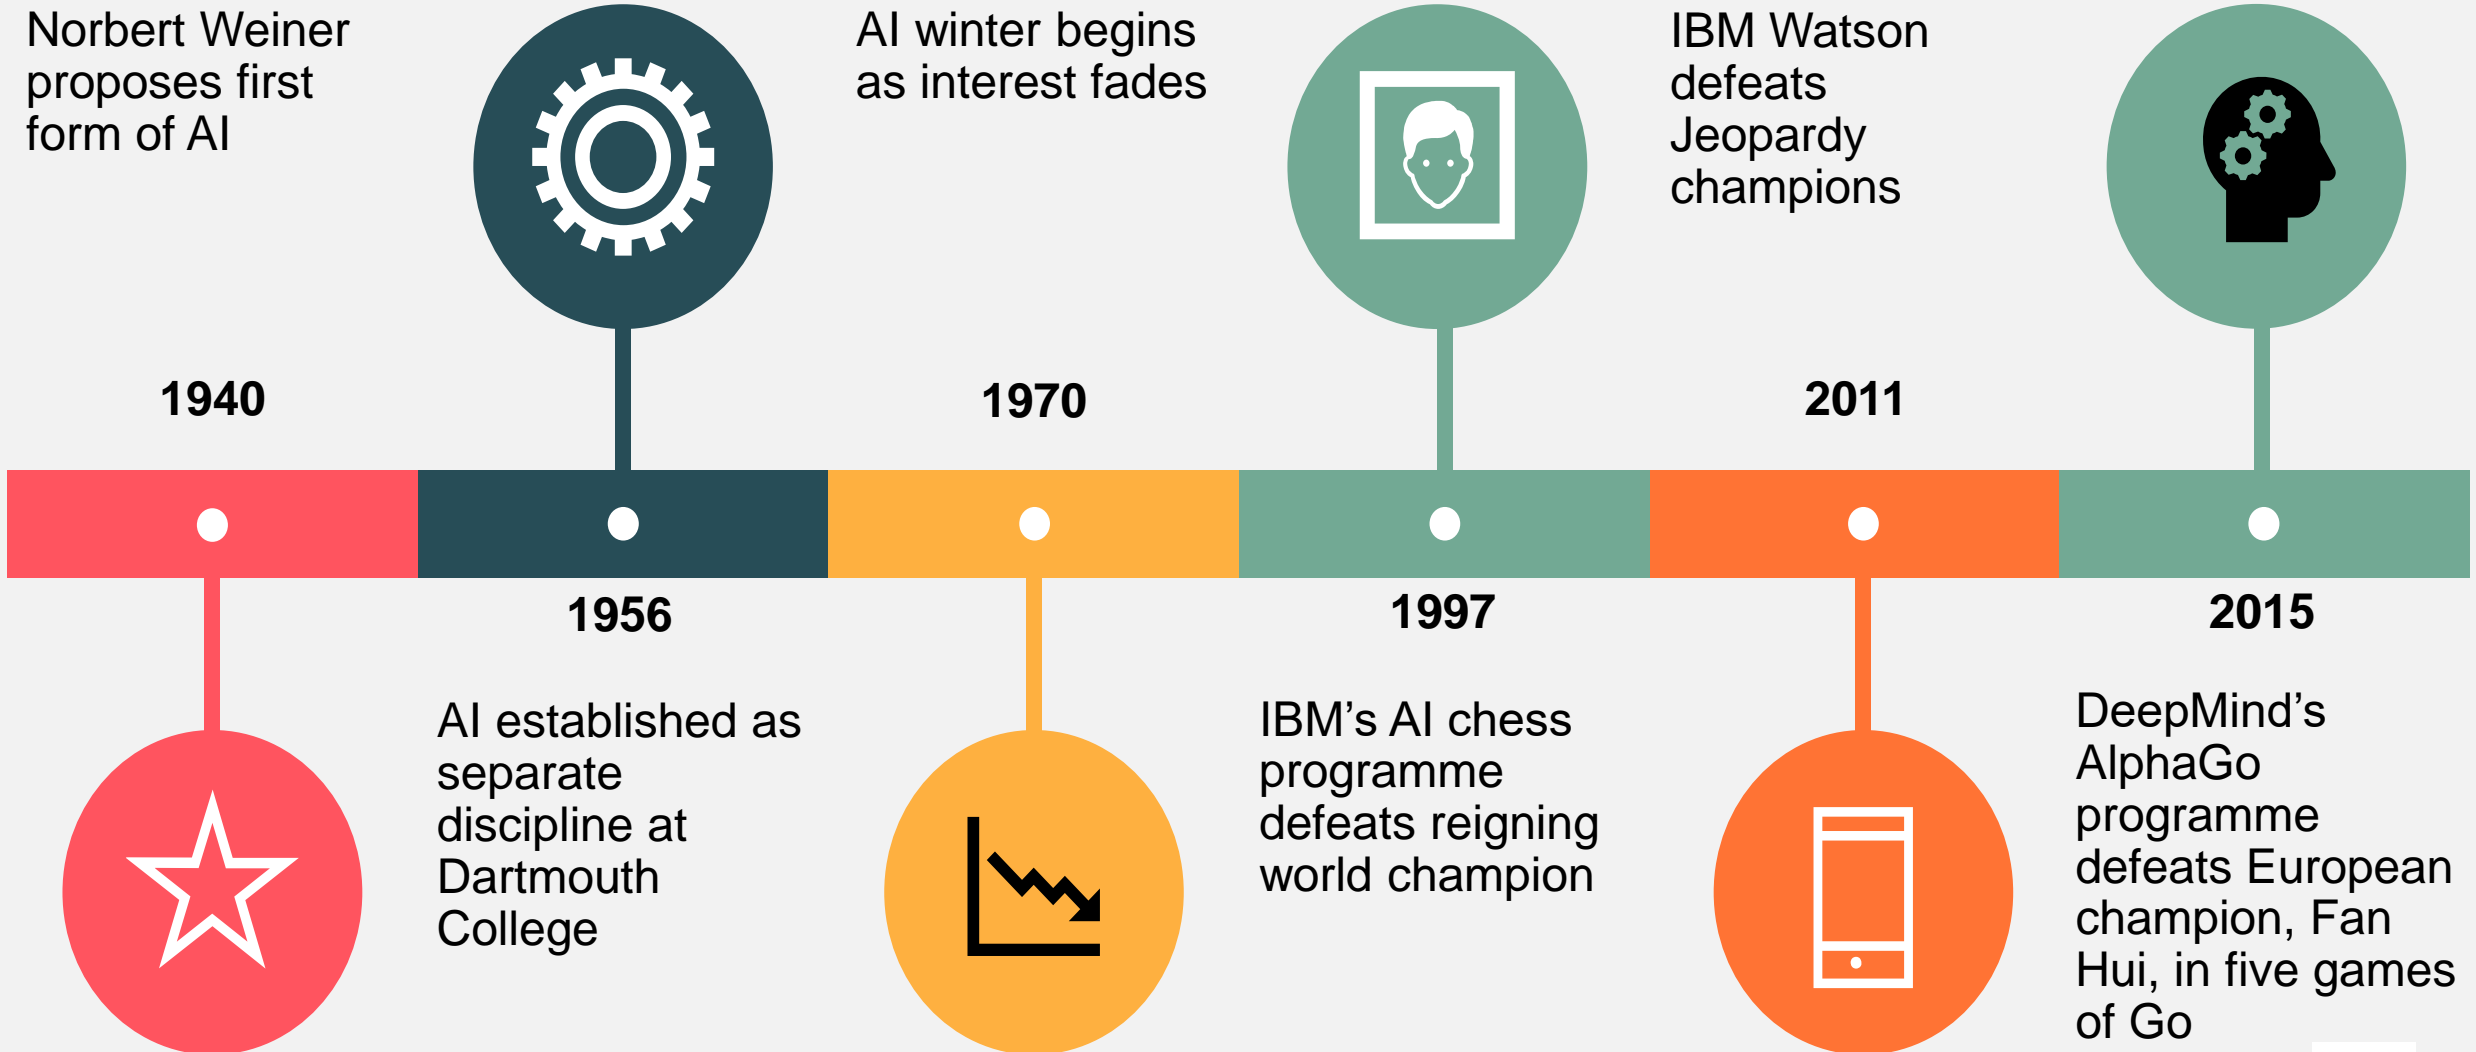 Norbert Weiner
proposes first
form of AI
1940
1956
AI established as
separate
discipline at
Dartmouth
College
AI winter begins
as interest fades
1970
1997
IBM’s AI chess
programme
defeats reigning
world champion
IBM Watson
defeats
Jeopardy
champions
2011
2015
DeepMind’s
AlphaGo
programme
defeats European
champion, Fan
Hui, in five games
of Go